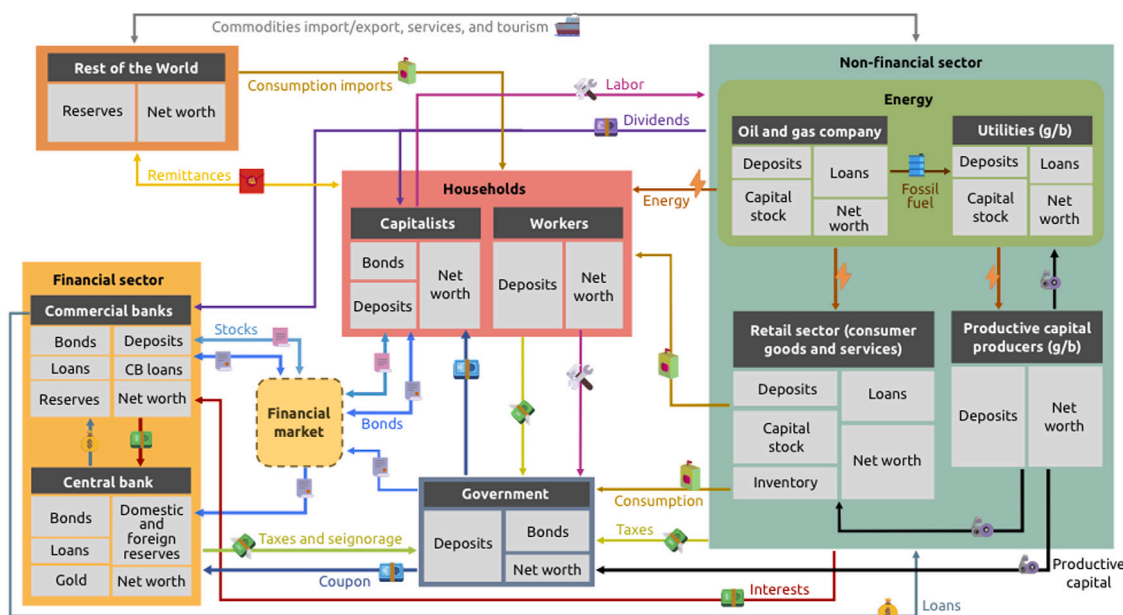 Commodities import/export, services, and tourism
Rest of the World
Reserves
Net worth
Consumption imports
Labor
Dividends
Remittances
Non-financial sector
Energy
Oil and gas company
Deposits
Loans
Capital
stock
Net
worth
Fossil
fuel
Utilities (g/b)
Deposits
Loans
Capital
stock
Net
worth
Energy
Households
Capitalists
Bonds
Deposits
Net
worth
Workers
Deposits
Net
worth
Financial sector
Commercial banks
Bonds
Deposits
Loans
CB loans
Reserves
Net worth
Stocks
Financial
market
Bonds
Retail sector (consumer
goods and services)
Deposits
Loans
Capital
stock
Net worth
Inventory
Productive capital
producers (g/b)
Deposits
Net
worth
Central bank
Bonds
Domestic
and
foreign
reserves
Loans
Gold
Net worth
Taxes and seignorage
Coupon
Government
Deposits
Bonds
Net worth
Consumption
Taxes
Interests
Productive
capital
Loans